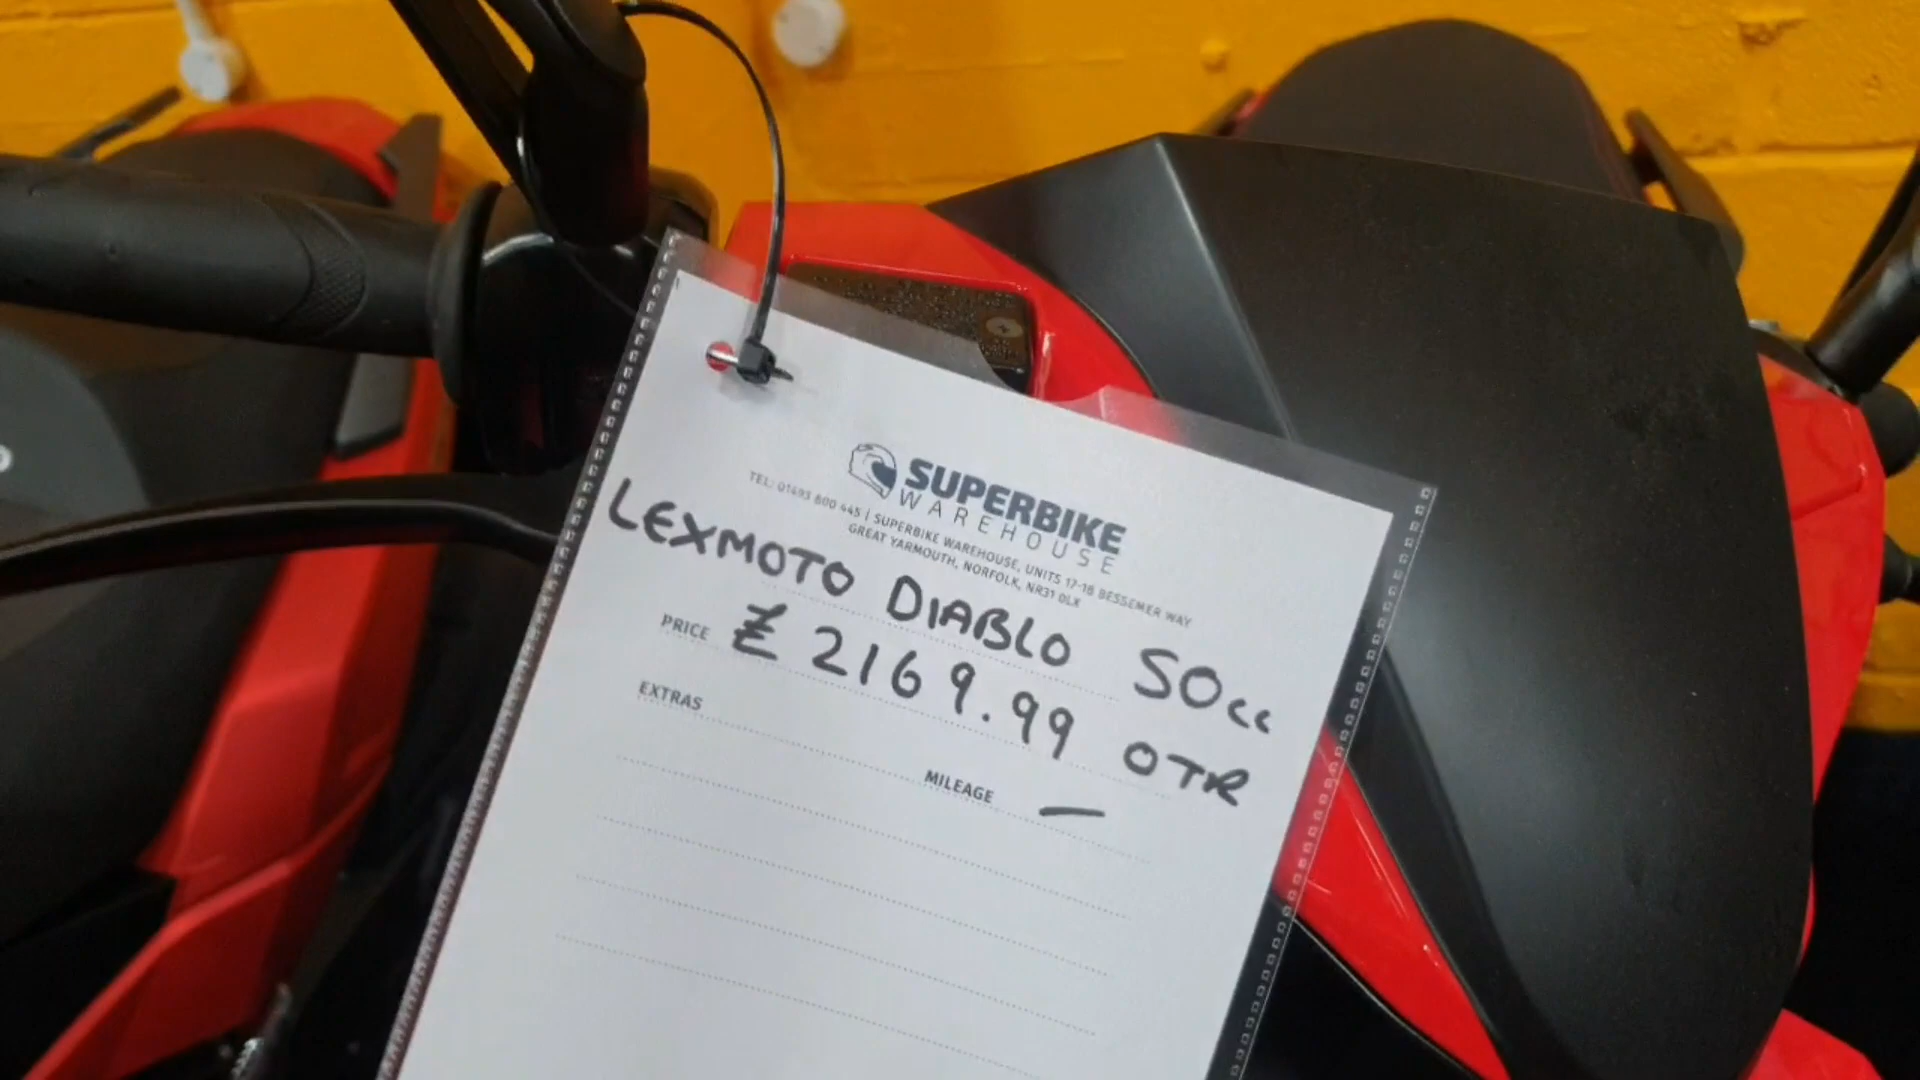 SUPERBIKE
WAREHOUSE
TEL: 01493 600 445 | SUPERBIKE WAREHOUSE, UNITS 17-18 BESSEMER WAY
GREAT YARMOUTH, NORFOLK, NR31 0LX
LEXMOTO DIABLO 50cc
PRICE £2169.99 OTR
EXTRAS
MILEAGE —